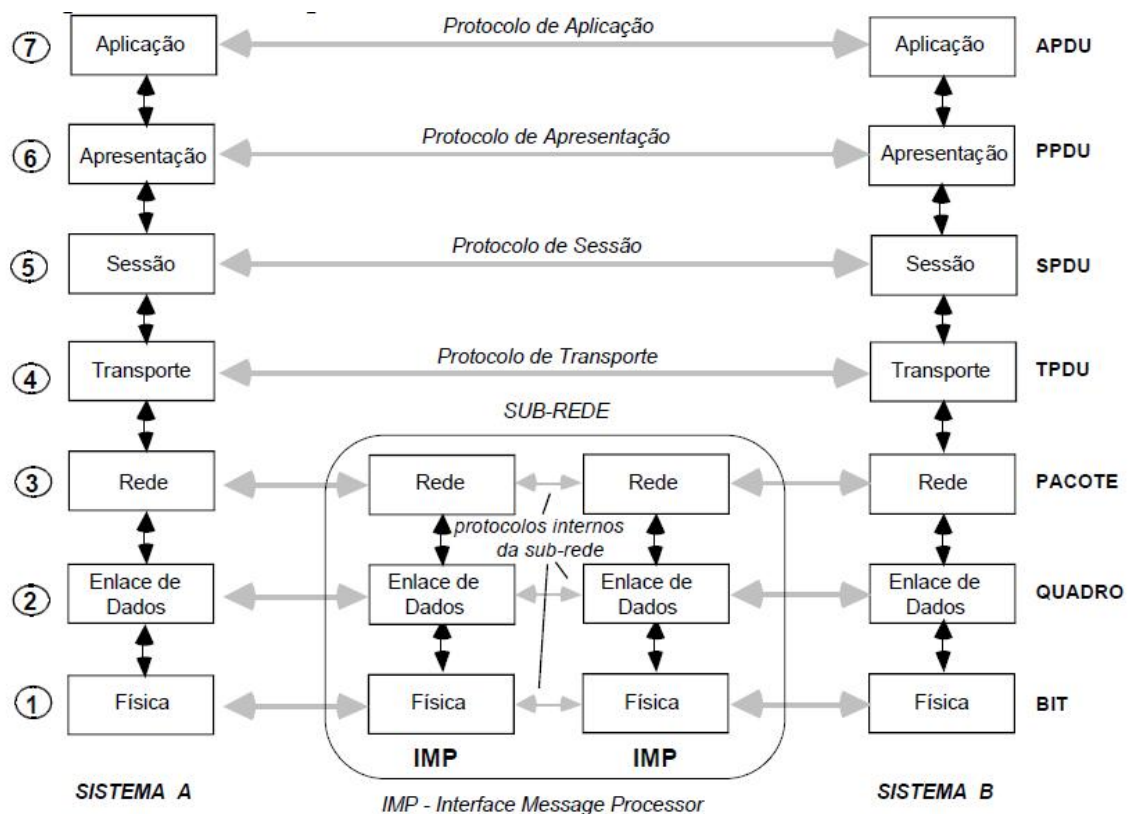 Protocolo de Aplicação
7 Aplicação Aplicação APDU
Protocolo de Apresentação
6 Apresentação Apresentação PPDU
Protocolo de Sessão
5 Sessão Sessão SPDU
Protocolo de Transporte
4 Transporte Transporte TPDU
SUB-REDE
3 Rede Rede Rede Rede PACOTE
protocolos internos
da sub-rede
2 Enlace de Dados Enlace de Dados Enlace de Dados Enlace de Dados QUADRO
1 Física Física Física Física BIT
IMP IMP
SISTEMA A SISTEMA B
IMP - Interface Message Processor